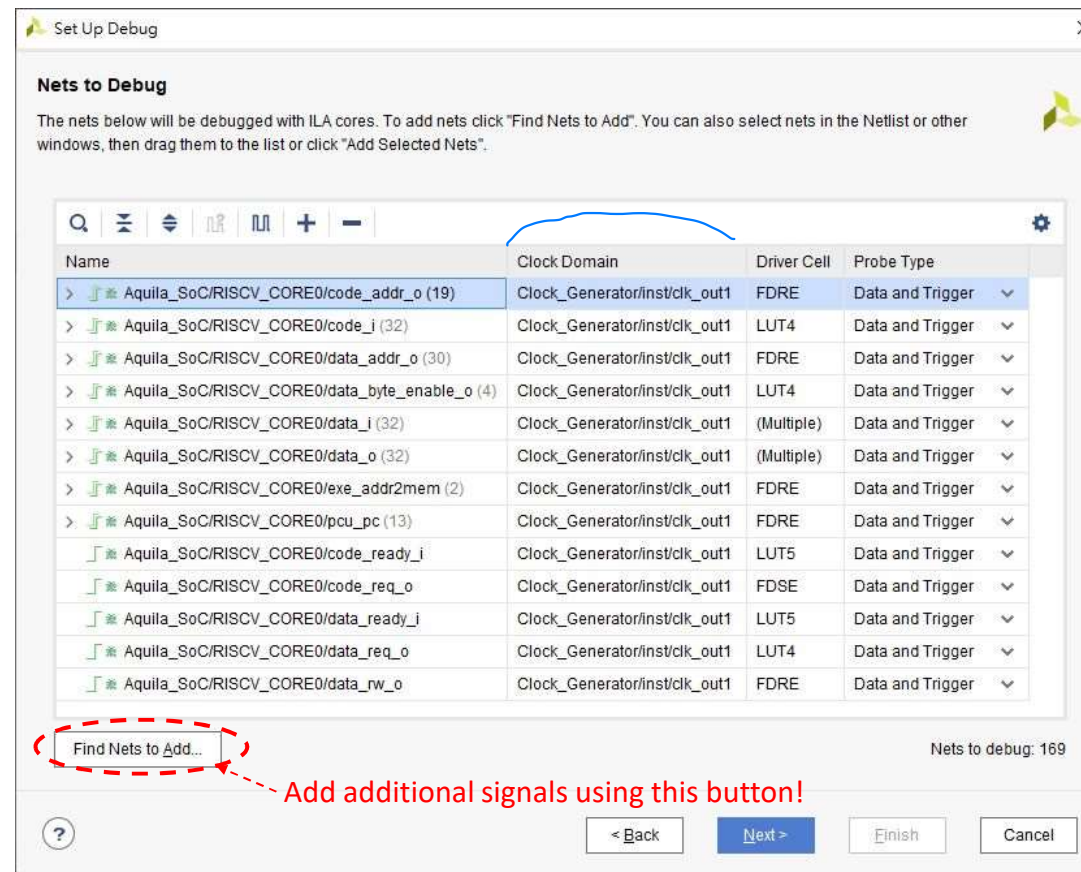 Set Up Debug
Nets to Debug
The nets below will be debugged with ILA cores. To add nets click "Find Nets to Add". You can also select nets in the Netlist or other
windows, then drag them to the list or click "Add Selected Nets".
Name Clock Domain Driver Cell Probe Type
Aquila_SoC/RISCV_CORE0/code_addr_o (19) Clock_Generator/inst/clk_out1 FDRE Data and Trigger
Aquila_SoC/RISCV_CORE0/code_i (32) Clock_Generator/inst/clk_out1 LUT4 Data and Trigger
Aquila_SoC/RISCV_CORE0/data_addr_o (30) Clock_Generator/inst/clk_out1 FDRE Data and Trigger
Aquila_SoC/RISCV_CORE0/data_byte_enable_o (4) Clock_Generator/inst/clk_out1 LUT4 Data and Trigger
Aquila_SoC/RISCV_CORE0/data_i (32) Clock_Generator/inst/clk_out1 (Multiple) Data and Trigger
Aquila_SoC/RISCV_CORE0/data_o (32) Clock_Generator/inst/clk_out1 (Multiple) Data and Trigger
Aquila_SoC/RISCV_CORE0/exe_addr2mem (2) Clock_Generator/inst/clk_out1 FDRE Data and Trigger
Aquila_SoC/RISCV_CORE0/pcu_pc (13) Clock_Generator/inst/clk_out1 FDRE Data and Trigger
Aquila_SoC/RISCV_CORE0/code_ready_i Clock_Generator/inst/clk_out1 LUT5 Data and Trigger
Aquila_SoC/RISCV_CORE0/code_req_o Clock_Generator/inst/clk_out1 FDSE Data and Trigger
Aquila_SoC/RISCV_CORE0/data_ready_i Clock_Generator/inst/clk_out1 LUT5 Data and Trigger
Aquila_SoC/RISCV_CORE0/data_req_o Clock_Generator/inst/clk_out1 LUT4 Data and Trigger
Aquila_SoC/RISCV_CORE0/data_rw_o Clock_Generator/inst/clk_out1 FDRE Data and Trigger
Find Nets to Add... Nets to debug: 169
Add additional signals using this button!
? < Back Next > Finish Cancel